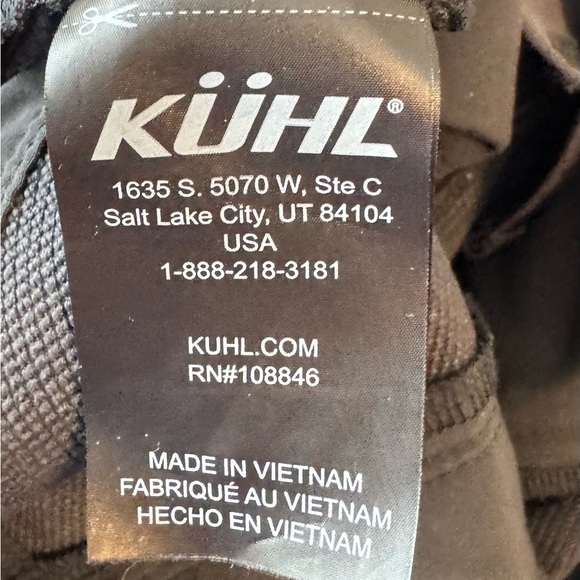 KÜHL®
1635 S. 5070 W, Ste C
Salt Lake City, UT 84104
USA
1-888-218-3181
KUHL.COM
RN#108846
MADE IN VIETNAM
FABRIQUÉ AU VIETNAM
HECHO EN VIETNAM